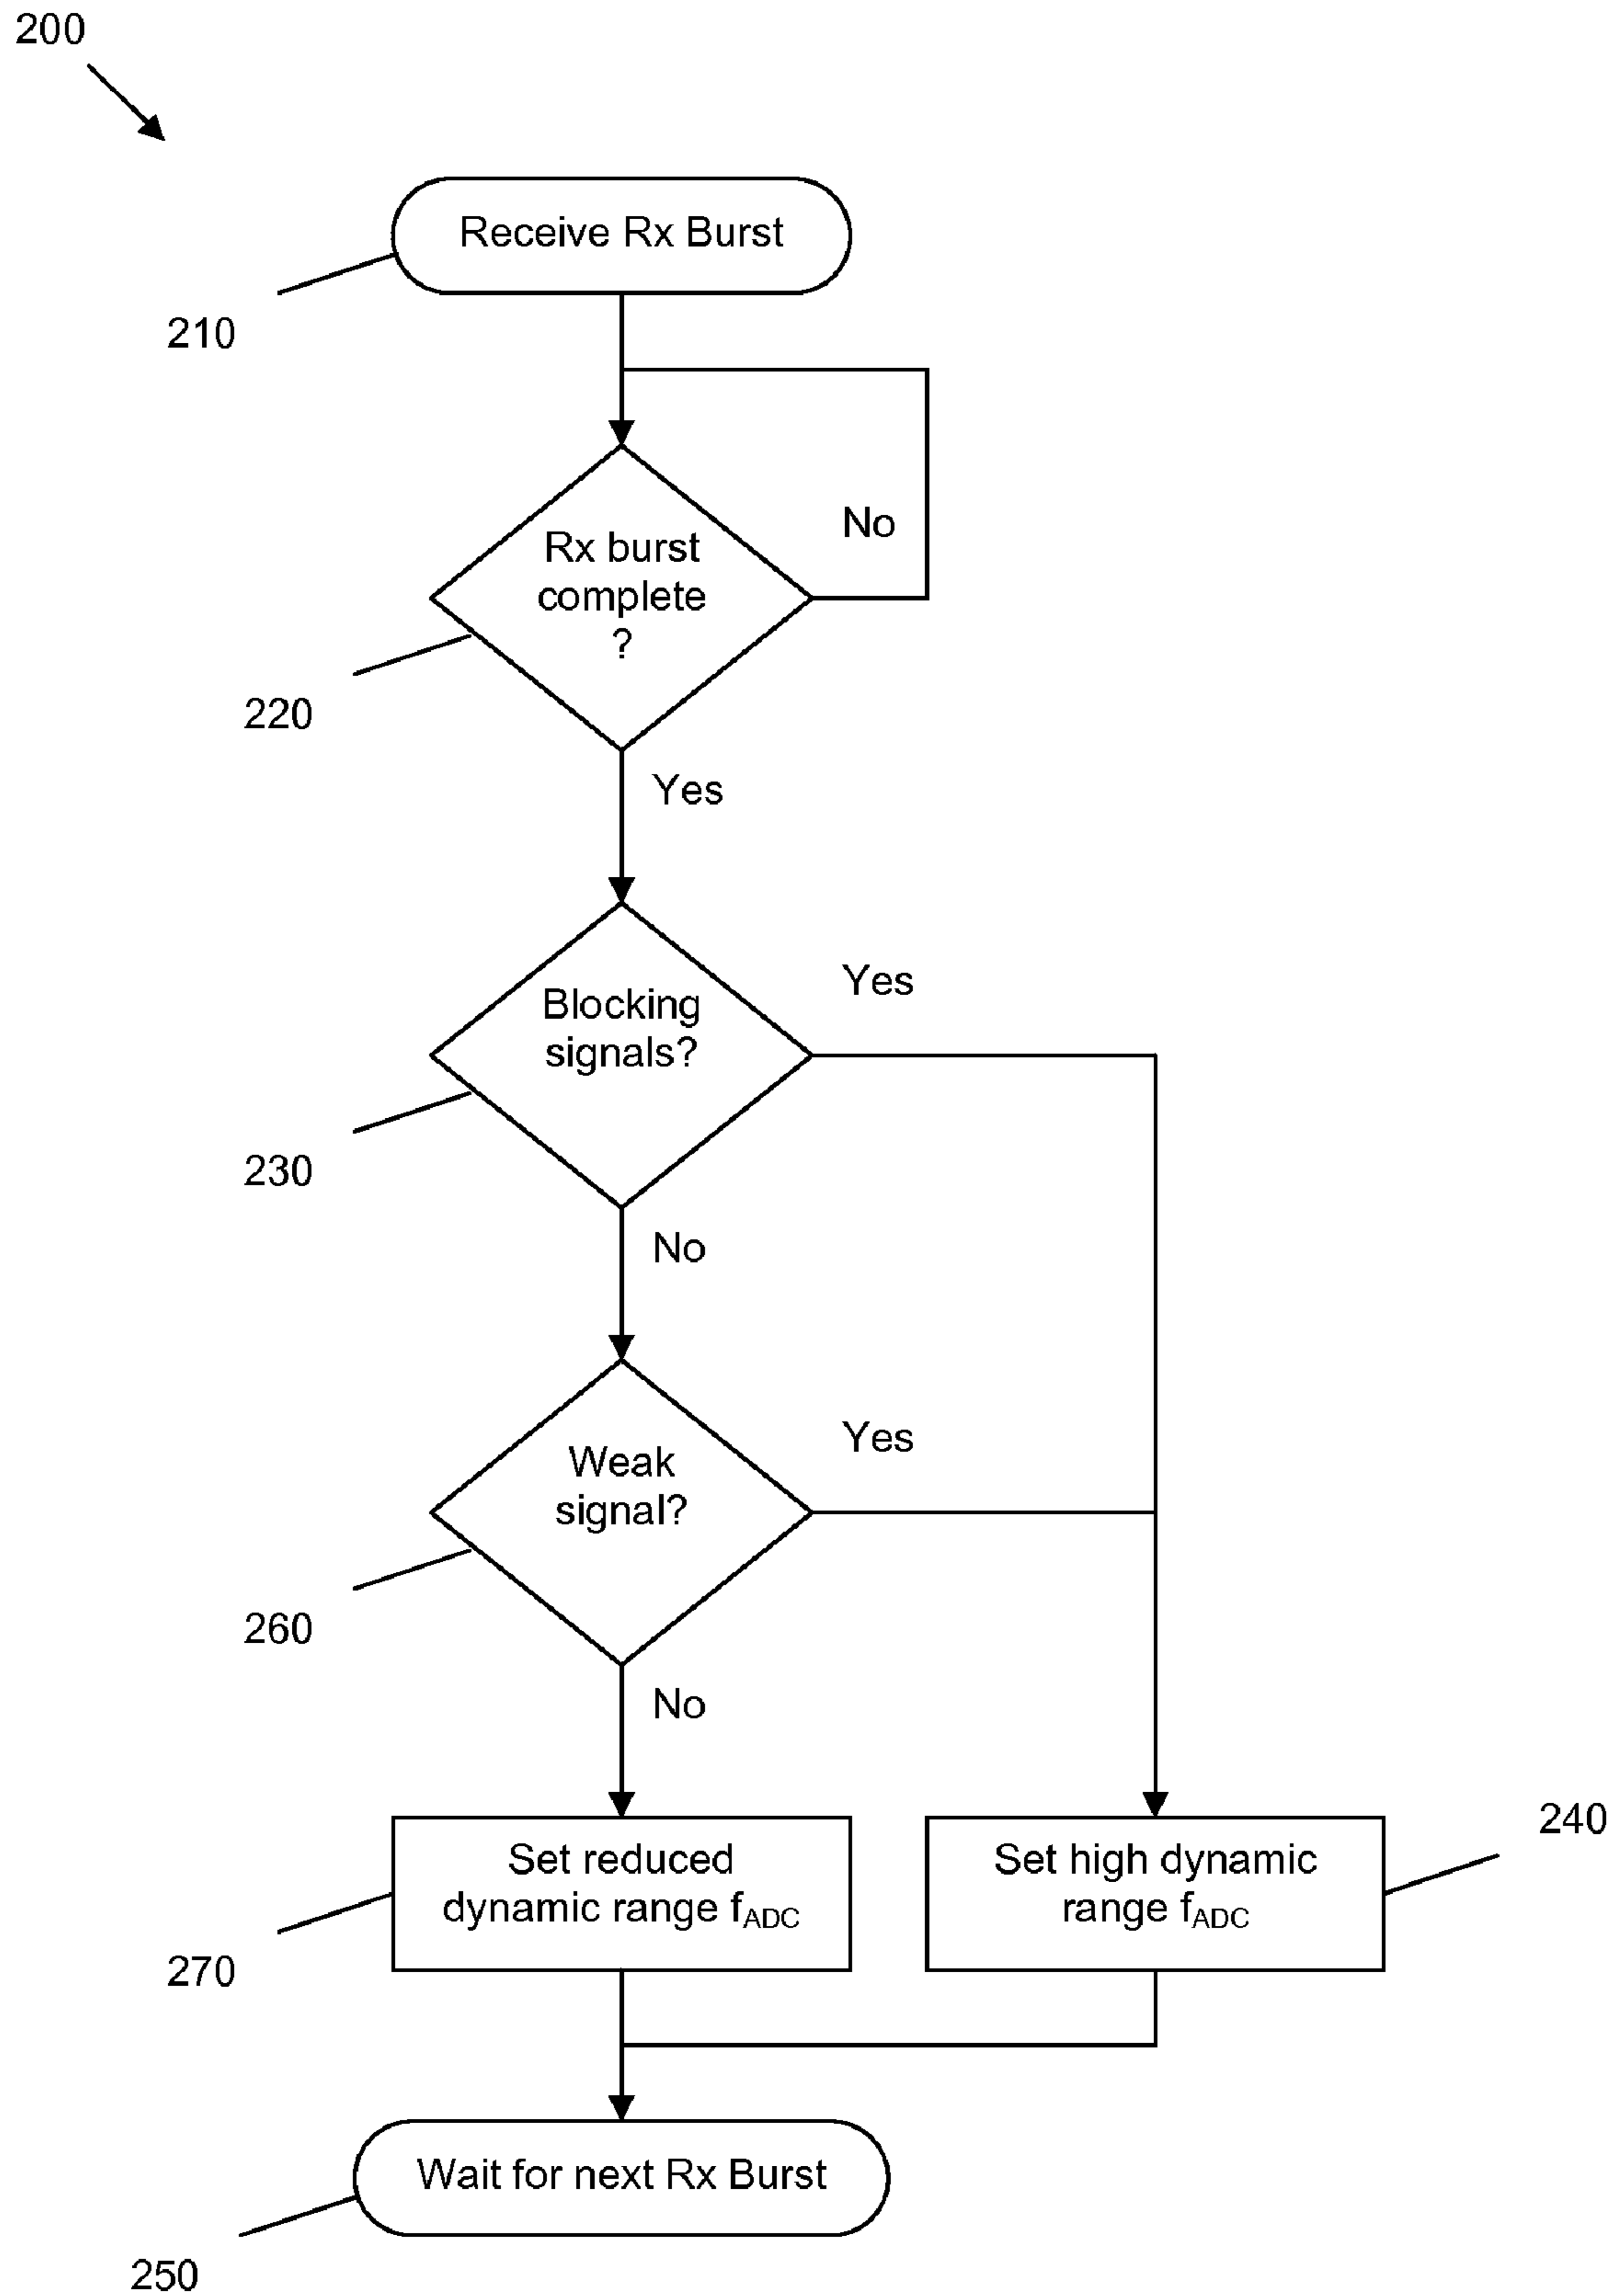 200
Receive Rx Burst
210
No
Rx burst
complete
?
220
Yes
Blocking
signals?
Yes
230
No
Weak
signal?
Yes
260
No
Set reduced
dynamic range fADC
270
Set high dynamic
range fADC
240
Wait for next Rx Burst
250